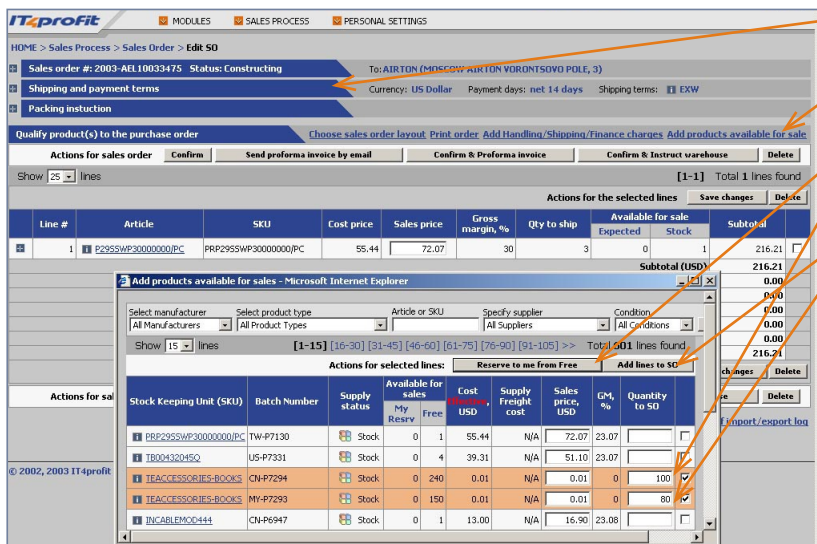 IT4profit MODULES SALES PROCESS PERSONAL SETTINGS
HOME > Sales Process > Sales Order > Edit SO
Sales order #: 2003-AEL10033475 Status: Constructing To: AIRTON (MOSCOW AIRTON VORONTSOVO POLE, 3)
Shipping and payment terms Currency: US Dollar Payment days: net 14 days Shipping terms: EXW
Packing instuction
Qualify product(s) to the purchase order Choose sales order layout Print order Add Handling/Shipping/Finance charges Add products available for sale
Actions for sales order Confirm Send proforma invoice by email Confirm & Proforma invoice Confirm & Instruct warehouse Delete
Show 25 lines [1-1] Total 1 lines found
Actions for the selected lines Save changes Delete
Line # Article SKU Cost price Sales price Gross margin, % Qty to ship Available for sale Expected Stock Subtotal
1 P29SSWP30000000/PC PRP29SSWP30000000/PC 55.44 72.07 30 3 0 1 216.21
Subtotal (USD) 216.21
Add products available for sales - Microsoft Internet Explorer
0.00
0.00
0.00
0.00
0.00
216.21
Select manufacturer Select product type Article or SKU Specify supplier Condition
All Manufacturers All Product Types All Suppliers All Conditions
Show 15 lines [1-15] [16-30] [31-45] [46-60] [61-75] [76-90] [91-105] >> Total 601 lines found
Actions for selected lines: Reserve to me from Free Add lines to SO
changes Delete
Stock Keeping Unit (SKU) Batch Number Supply status Available for sales My Resrv Free Cost USD Supply Freight cost Sales price, USD GM, % Quantity to SO
Actions for sal se Delete
PRP29SSWP30000000/PC TW-P7130 Stock 0 1 55.44 N/A 72.07 23.07
f import/export log
TB00432045Q US-P7331 Stock 0 4 39.31 N/A 51.10 23.07
© 2002, 2003 IT4profit
TEACCESSORIES-BOOKS CN-P7294 Stock 0 240 0.01 N/A 0.01 0 100
TEACCESSORIES-BOOKS MY-P7293 Stock 0 150 0.01 N/A 0.01 0 80
INCABLEMOD444 CN-P6947 Stock 0 1 13.00 N/A 16.90 23.08